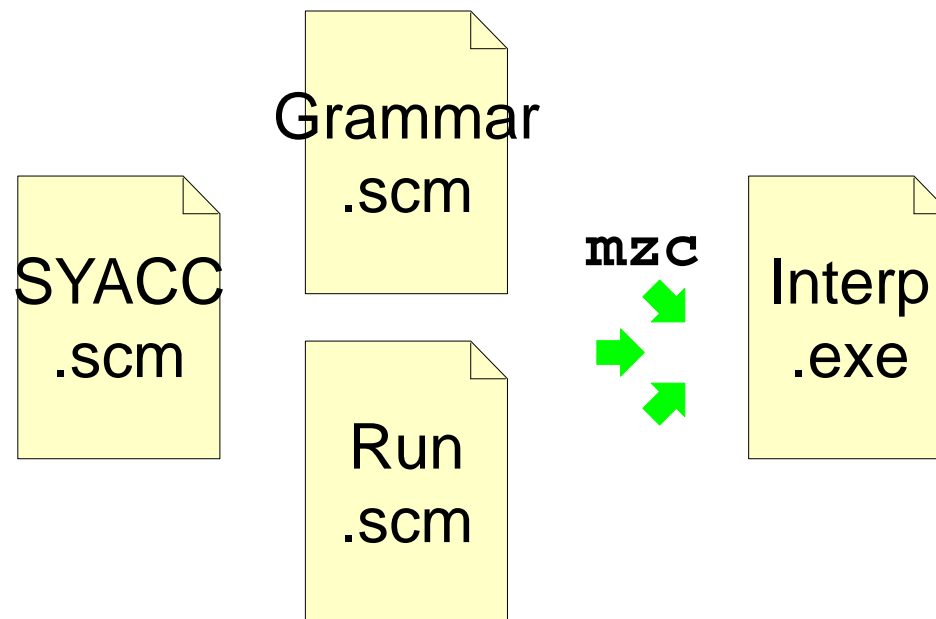 SYACC
.scm
Grammar
.scm
Run
.scm
mzc
Interp
.exe